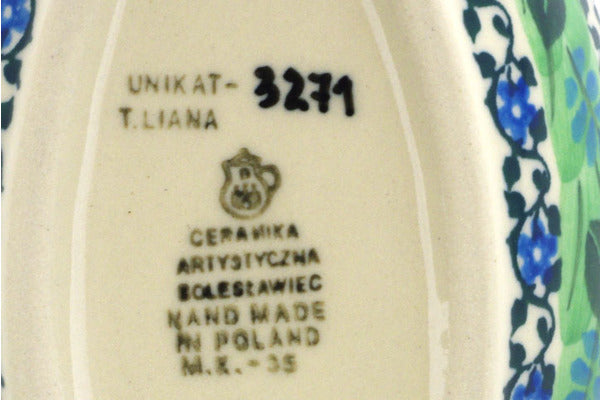 UNIKAT- 3271
T. LIANA
CERAMIKA
ARTYSTYCZNA
BOLESŁAWIEC
HAND MADE
IN POLAND
M.K.-35